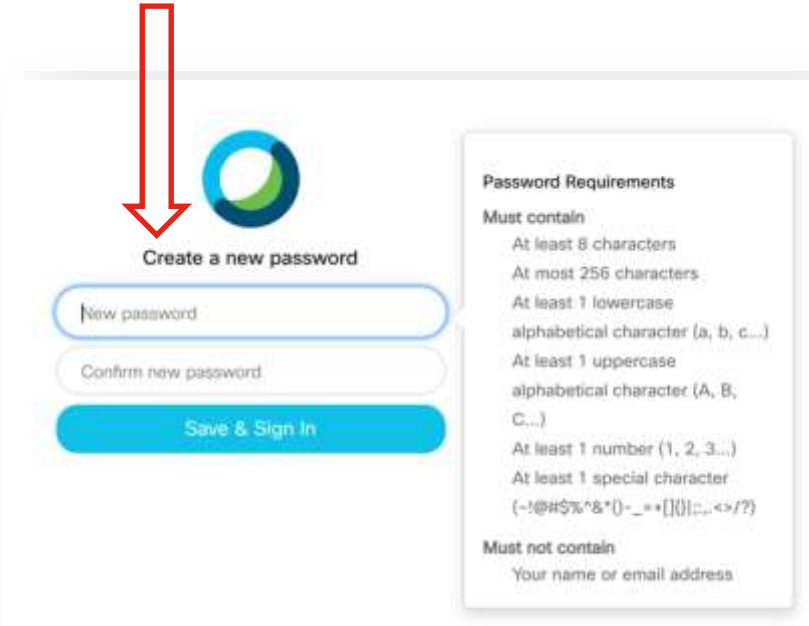 Create a new password
New password
Confirm new password
Save & Sign In
Password Requirements
Must contain
At least 8 characters
At most 256 characters
At least 1 lowercase
alphabetical character (a, b, c...)
At least 1 uppercase
alphabetical character (A, B,
C...)
At least 1 number (1, 2, 3...)
At least 1 special character
Must not contain
Your name or email address